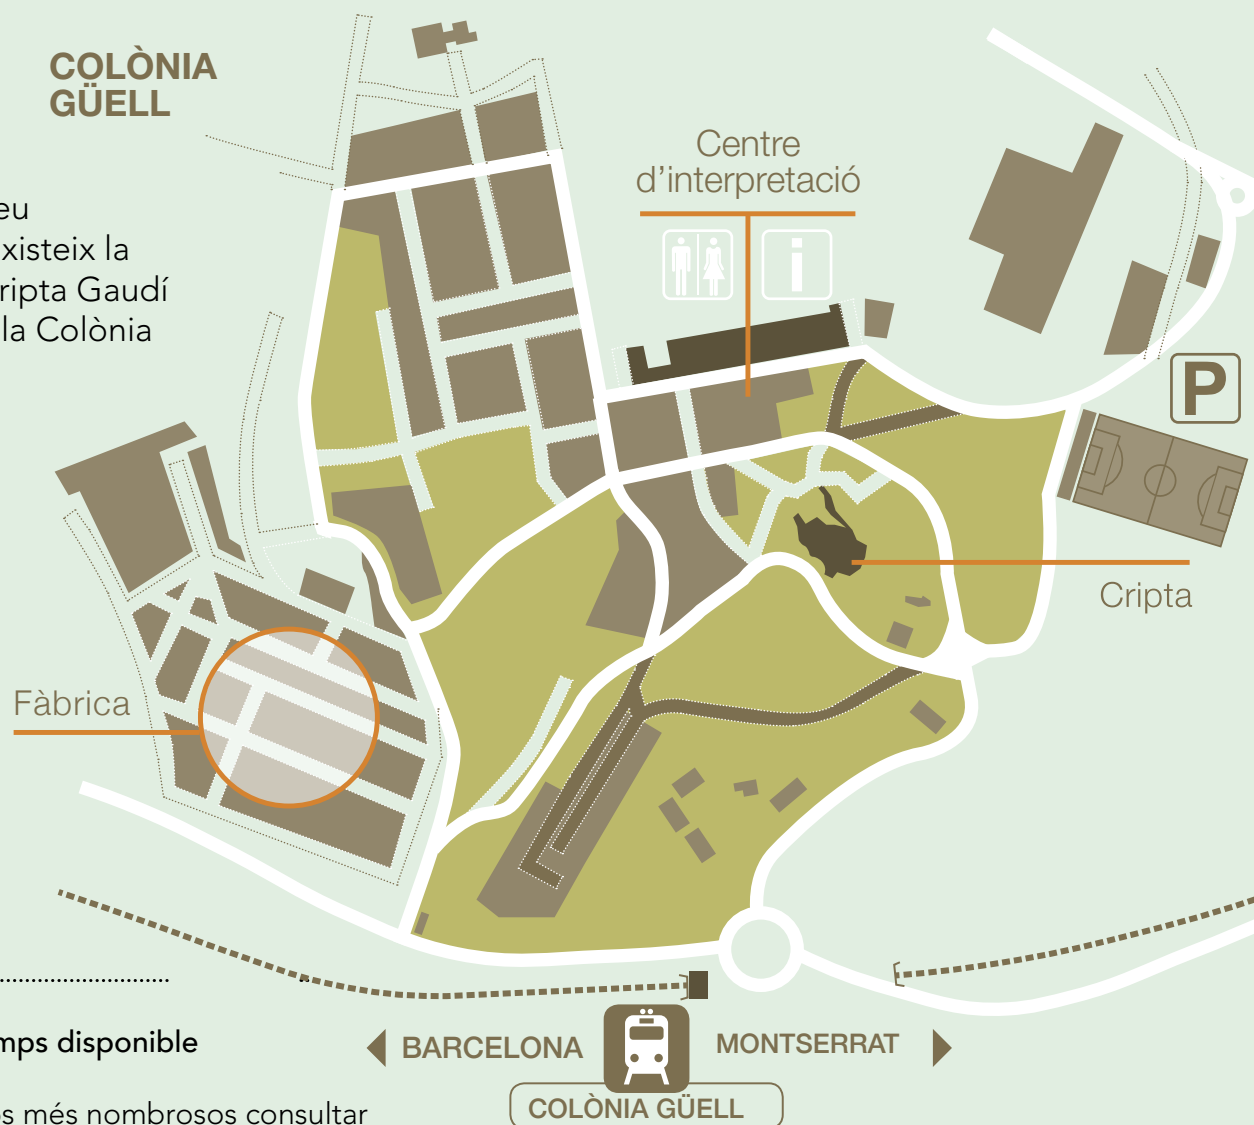 COLÒNIA
GÜELL
Centre
d’interpretació
eu
xisteix la
ripta Gaudí
la Colònia
P
Cripta
Fàbrica
mps disponible
BARCELONA
MONTSERRAT
COLÒNIA GÜELL
os més nombrosos consultar